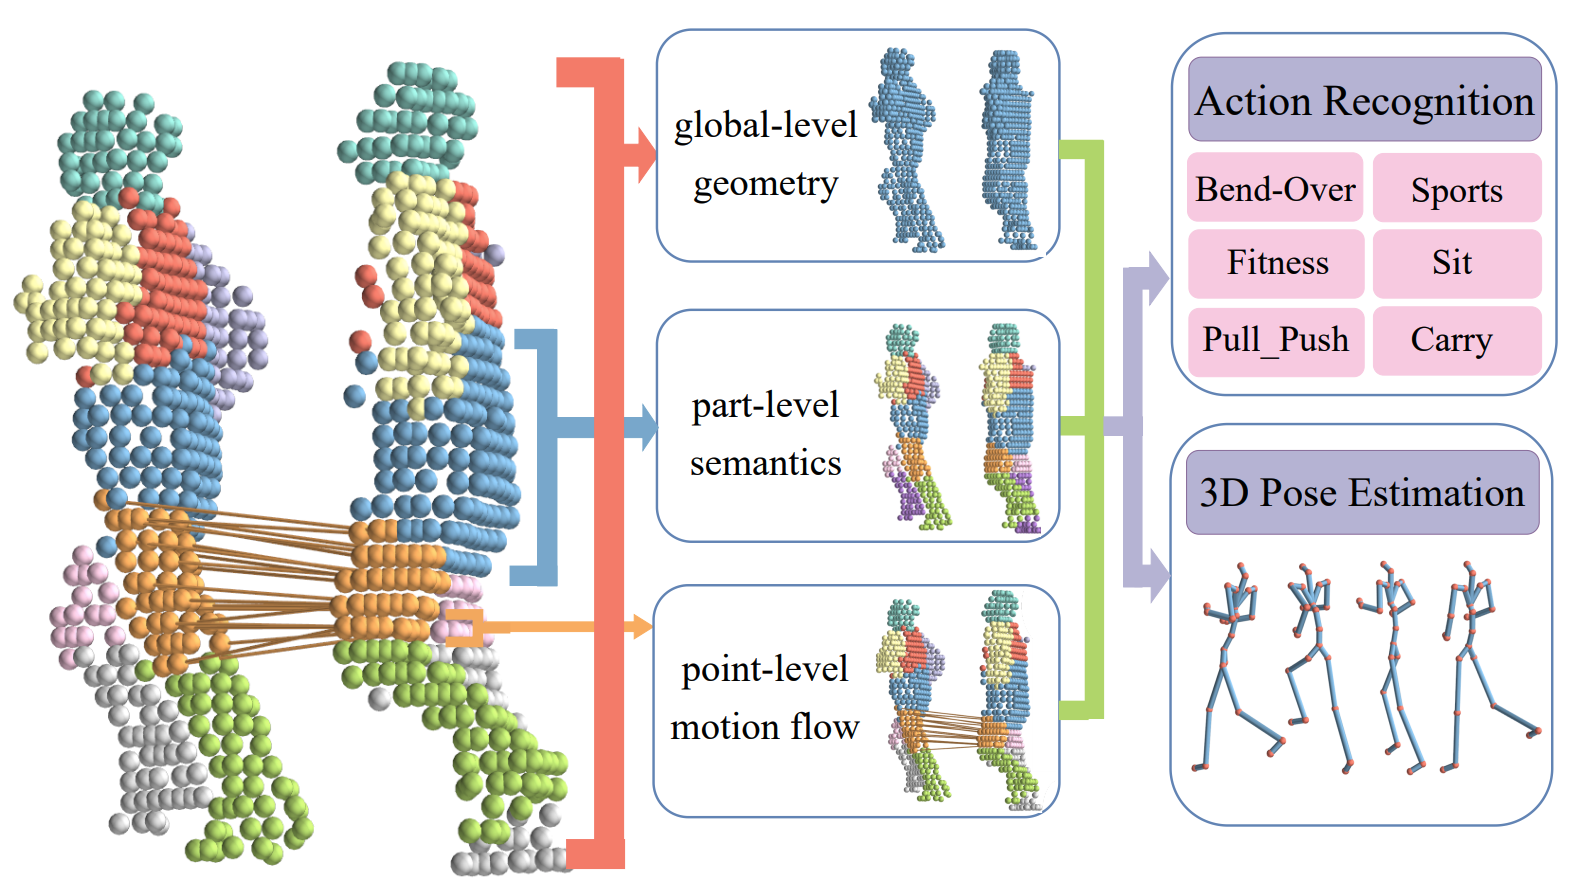 global-level
geometry
part-level
semantics
point-level
motion flow
Action Recognition
Bend-Over
Sports
Fitness
Sit
Pull_Push
Carry
3D Pose Estimation